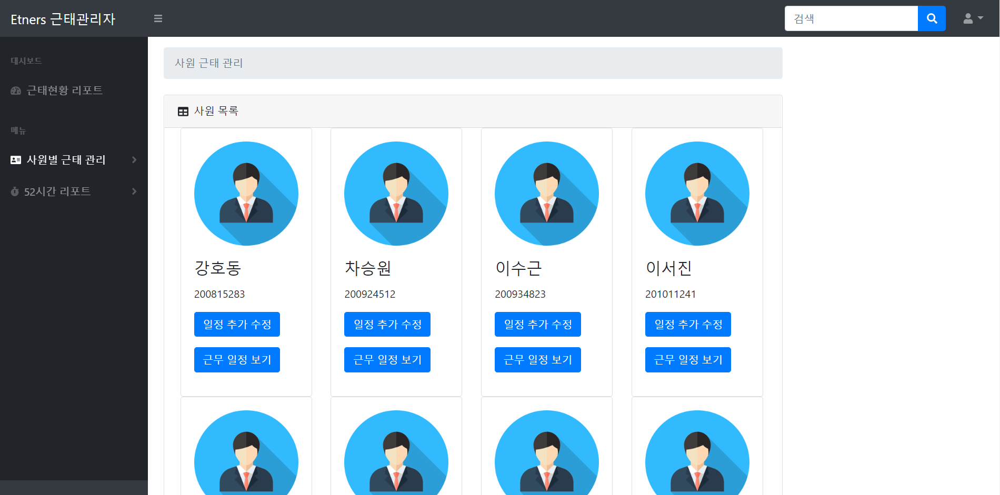 Etners 근태관리자
검색
대시보드
근태현황 리포트
메뉴
사원별 근태 관리
52시간 리포트
사원 근태 관리
사원 목록
강호동
200815283
일정 추가 수정
근무 일정 보기
차승원
200924512
일정 추가 수정
근무 일정 보기
이수근
200934823
일정 추가 수정
근무 일정 보기
이서진
201011241
일정 추가 수정
근무 일정 보기